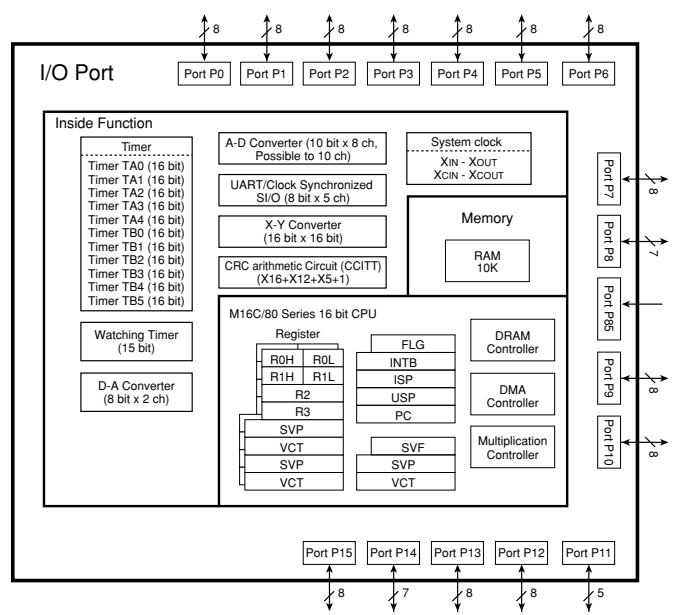 8 8 8 8 8 8 8
I/O Port
Port P0 Port P1 Port P2 Port P3 Port P4 Port P5 Port P6
Inside Function
Timer
Timer TA0 (16 bit)
Timer TA1 (16 bit)
Timer TA2 (16 bit)
Timer TA3 (16 bit)
Timer TA4 (16 bit)
Timer TB0 (16 bit)
Timer TB1 (16 bit)
Timer TB2 (16 bit)
Timer TB3 (16 bit)
Timer TB4 (16 bit)
Timer TB5 (16 bit)
Watching Timer
(15 bit)
D-A Converter
(8 bit x 2 ch)
A-D Converter (10 bit x 8 ch,
Possible to 10 ch)
UART/Clock Synchronized
SI/O (8 bit x 5 ch)
X-Y Converter
(16 bit x 16 bit)
CRC arithmetic Circuit (CCITT)
(X16+X12+X5+1)
System clock
XIN - XOUT
XCIN - XCOUT
Memory
RAM
10K
M16C/80 Series 16 bit CPU
Register
R0H R0L
R1H R1L
R2
R3
SVP
VCT
SVP
VCT
FLG
INTB
ISP
USP
PC
SVF
SVP
VCT
DRAM
Controller
DMA
Controller
Multiplication
Controller
Port P7
8
Port P8
7
Port P85
Port P9
8
Port P10
8
Port P15 Port P14 Port P13 Port P12 Port P11
8 7 8 8 5